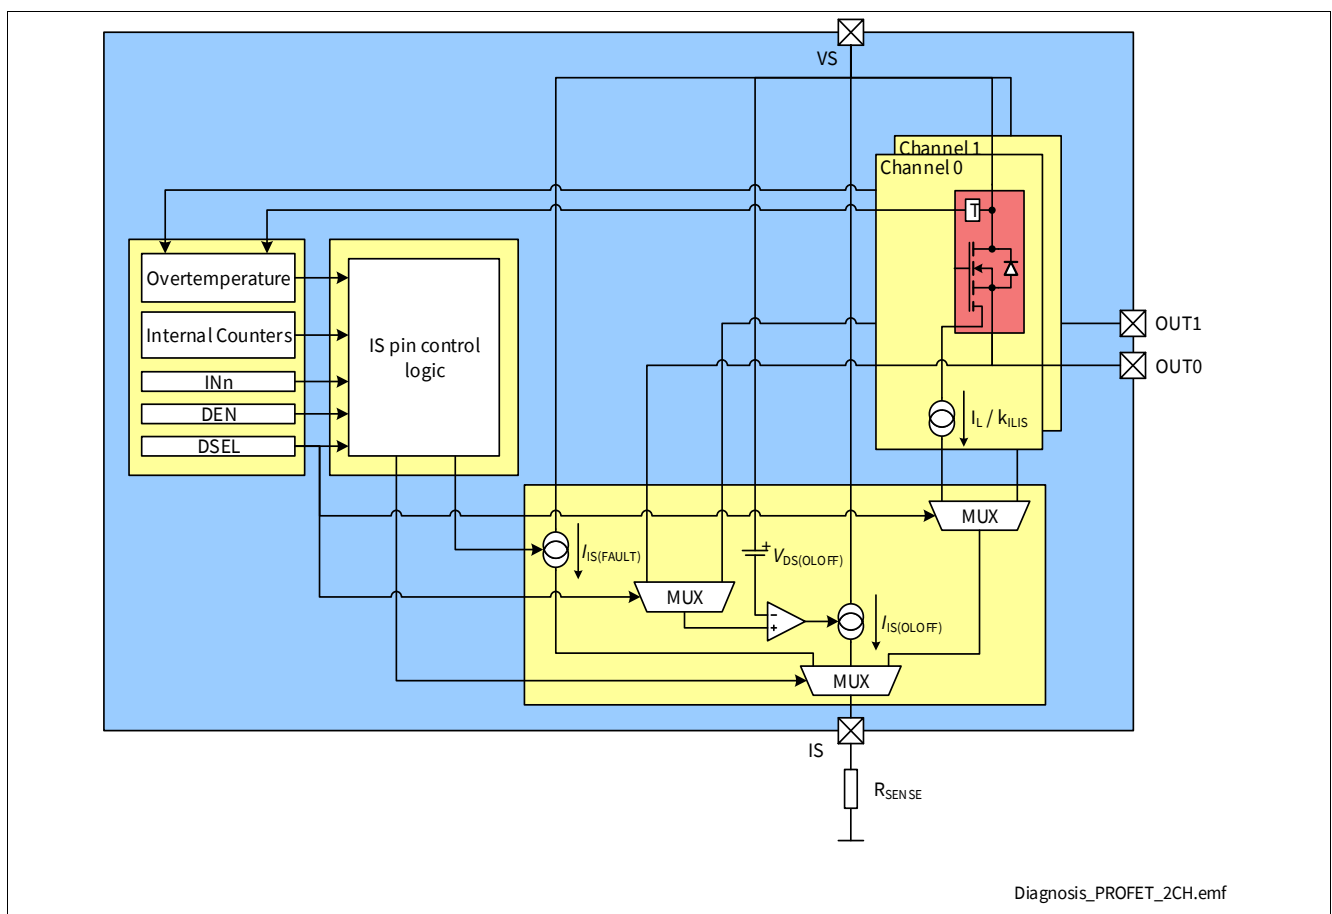 VS
Channel 1
Channel 0
T
Overtemperature
Internal Counters
INn
DEN
DSEL
IS pin control
logic
OUT1
OUT0
I_L / k_ILIS
MUX
I_IS(FAULT)
+
V_DS(OLOFF)
MUX
-
+
I_IS(OLOFF)
MUX
IS
R_SENSE
Diagnosis_PROFET_2CH.emf